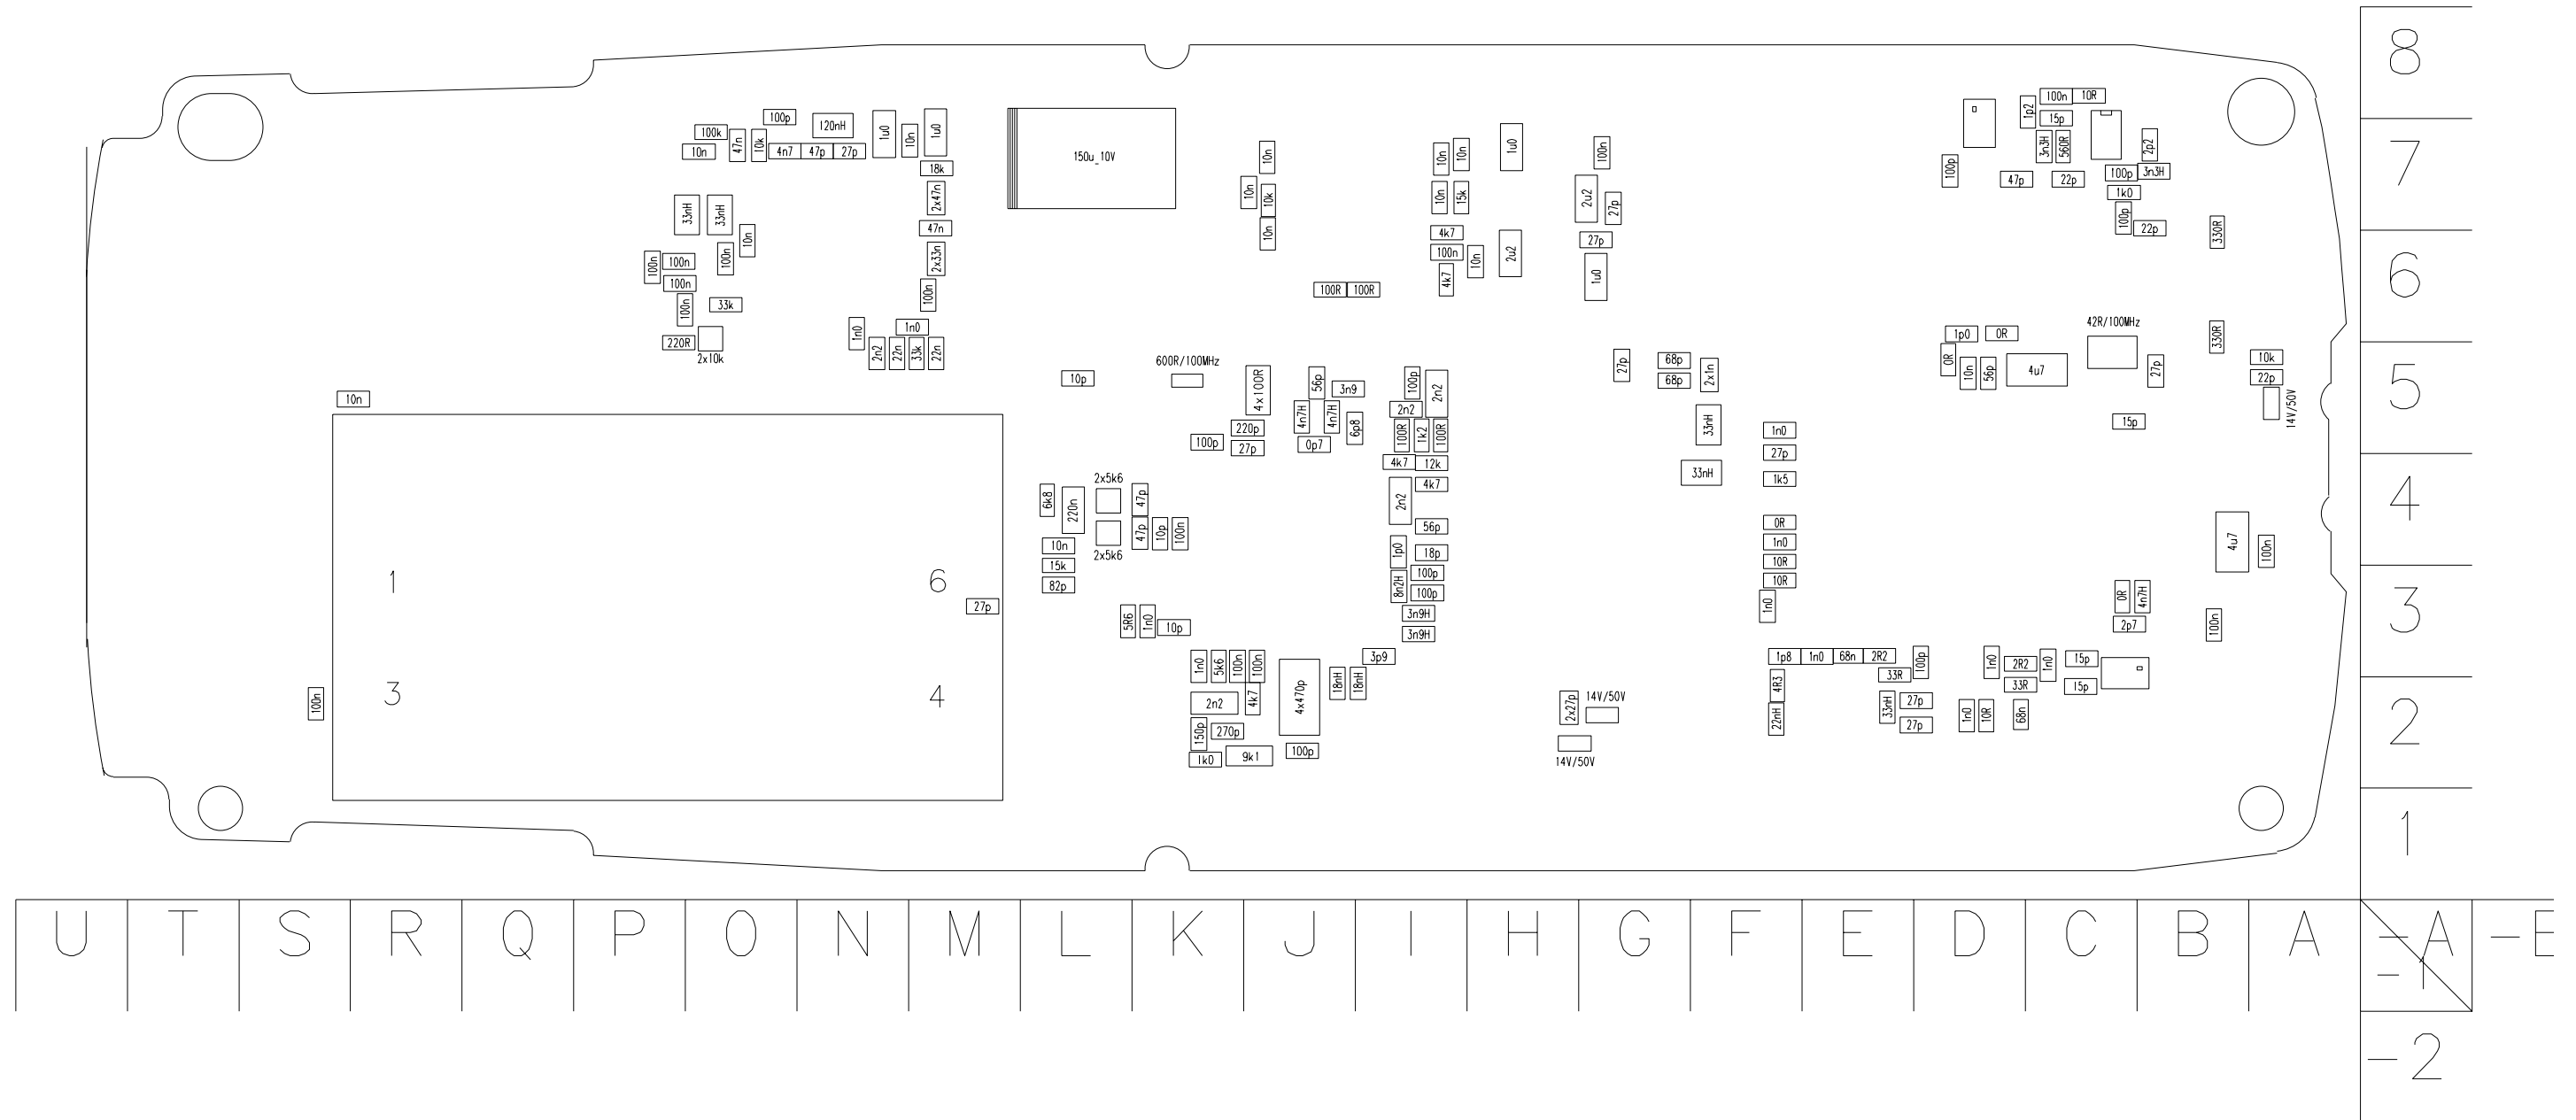 8
100n 10R
1p2
100p 15p
120nH 1u0 10n 1u0
100k 47n 10k
10n 4n7 47p 27p
3n3H 560R 2p2
150u_10V
10n 10n 10n 1u0 100n
7
18k
100p 47p 22p 100p 3n3H
2x47n
10n 10k 10n 15k 2u2 27p
1k0
33nH 33nH
100p 22p
47n 10n 4k7 330R
10n 27p
100n 100n 100n 2x33n
100n 10n 2u2
100n 4k7 1u0
6
100n 33k 100n
100R 100R
1n0 1n0
220R 2x10k
2n2 22n 33k 22n
42R/100MHz
1p0 0R 330R
600R/100MHz
27p 68p 2x1n
68p
0R 10n 56p 4u7 27p 10k
22p
14V/50V
10p
4x100R 56p 3n9 100p 2n2
5
10n
4n7H 4n7H 6p8 2n2
33nH
15p
220p 100R 1k2 100R
100p 27p 0p7
1n0
27p
4k7 12k
33nH 1k5
2x5k6
6k8 220n 47p
2n2 4k7
4
47p 10p 100n
56p 0R
10n 2x5k6
1p0 18p
1n0
4u7 100n
15k
10R
82p
8n2H 100p
10R
100p
1 6
27p
0R 4n7H
3
5R6 1n0 10p
3n9H
1n0
2p7 100n
3n9H
1n0 5k6 100n 100n
3p9
1p8 1n0 68n 2R2 100p
1n0 2R2 1n0 15p
4R3 33R
33R 15p
18nH 18nH
3 4
100n
2n2 4k7 4x470p
2x27p 14V/50V
22nH 33nH 27p
1n0 10R 68n
2
150p 270p
27p
1k0 9k1 100p
14V/50V
1
U T S R Q P O N M L K J I H G F E D C B A -A -B
-1
-2